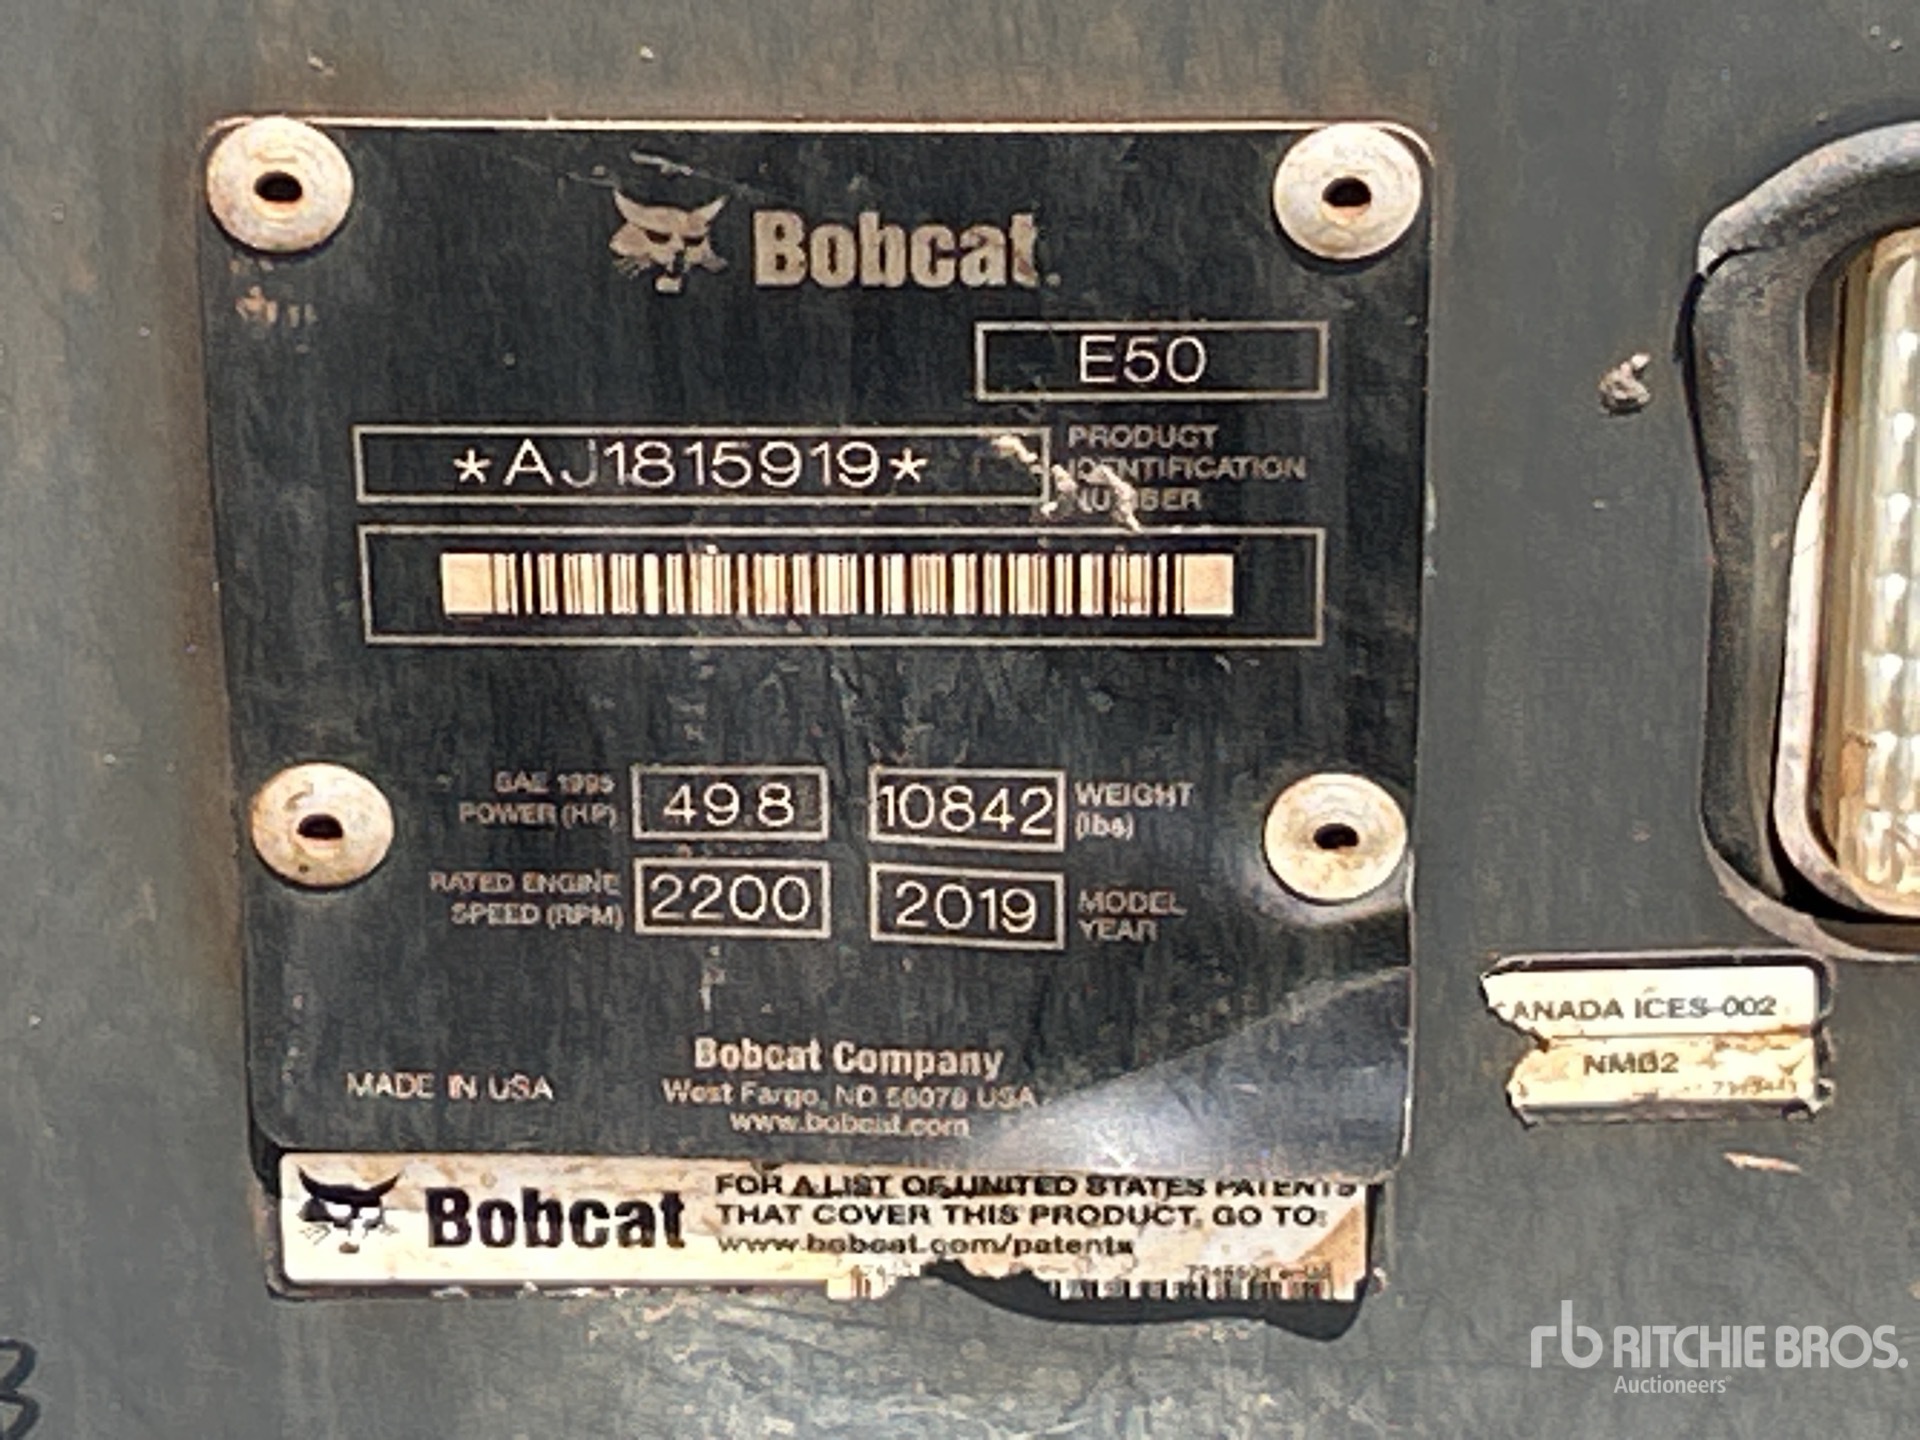 Bobcat
E50
*AJ1815919*
PRODUCT
IDENTIFICATION
NUMBER
SAE 1995
POWER (HP)
49.8
10842
WEIGHT
(lbs)
RATED ENGINE
SPEED (RPM)
2200
2019
MODEL
YEAR
MADE IN USA
Bobcat Company
West Fargo, ND 58078 USA
www.bobcat.com
CANADA ICES-002
NMB2
Bobcat
FOR A LIST OF UNITED STATES PATENTS
THAT COVER THIS PRODUCT, GO TO:
www.bobcat.com/patents
rb RITCHIE BROS.
Auctioneers